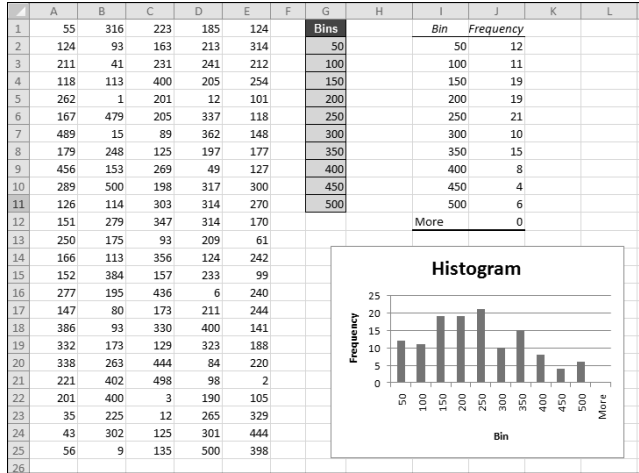 A B C D E F G H I J K L
1 55 316 223 185 124 Bins Bin Frequency
2 124 93 163 213 314 50 50 12
3 211 41 231 241 212 100 100 11
4 118 113 400 205 254 150 150 19
5 262 1 201 12 101 200 200 19
6 167 479 205 337 118 250 250 21
7 489 15 89 362 148 300 300 10
8 179 248 125 197 177 350 350 15
9 456 153 269 49 127 400 400 8
10 289 500 198 317 300 450 450 4
11 126 114 303 314 270 500 500 6
12 151 279 347 314 170 More 0
13 250 175 93 209 61
14 166 113 356 124 242
15 152 384 157 233 99
16 277 195 436 6 240
17 147 80 173 211 244
18 386 93 330 400 141
19 332 173 129 323 188
20 338 263 444 84 220
21 221 402 498 98 2
22 201 400 3 190 105
23 35 225 12 265 329
24 43 302 125 301 444
25 56 9 135 500 398
26
Histogram
Frequency
25
20
15
10
5
0
50 100 150 200 250 300 350 400 450 500 More
Bin